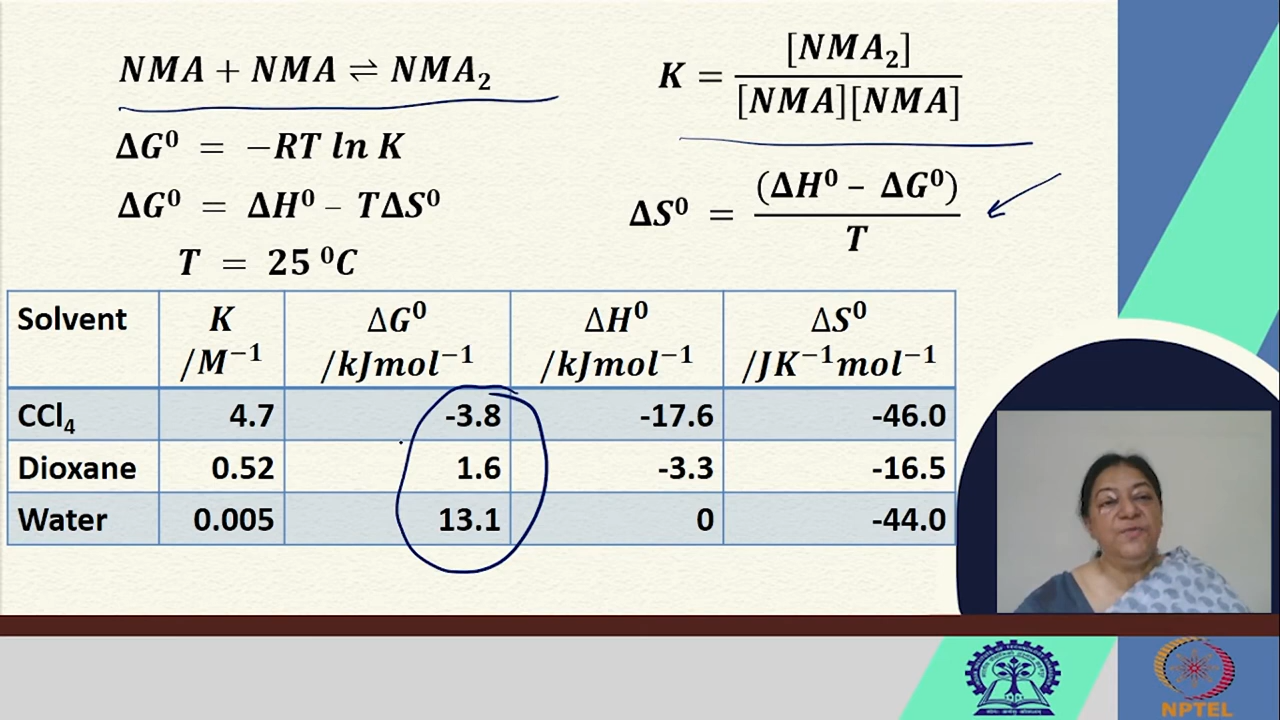 NMA + NMA ⇌ NMA₂
K = [NMA₂] / [NMA][NMA]
ΔG⁰ = −RT ln K
ΔG⁰ = ΔH⁰ – TΔS⁰
ΔS⁰ = (ΔH⁰ – ΔG⁰) / T
T = 25 ⁰C
Solvent K /M⁻¹ ΔG⁰ /kJmol⁻¹ ΔH⁰ /kJmol⁻¹ ΔS⁰ /JK⁻¹mol⁻¹
CCl₄ 4.7 -3.8 -17.6 -46.0
Dioxane 0.52 1.6 -3.3 -16.5
Water 0.005 13.1 0 -44.0
NPTEL